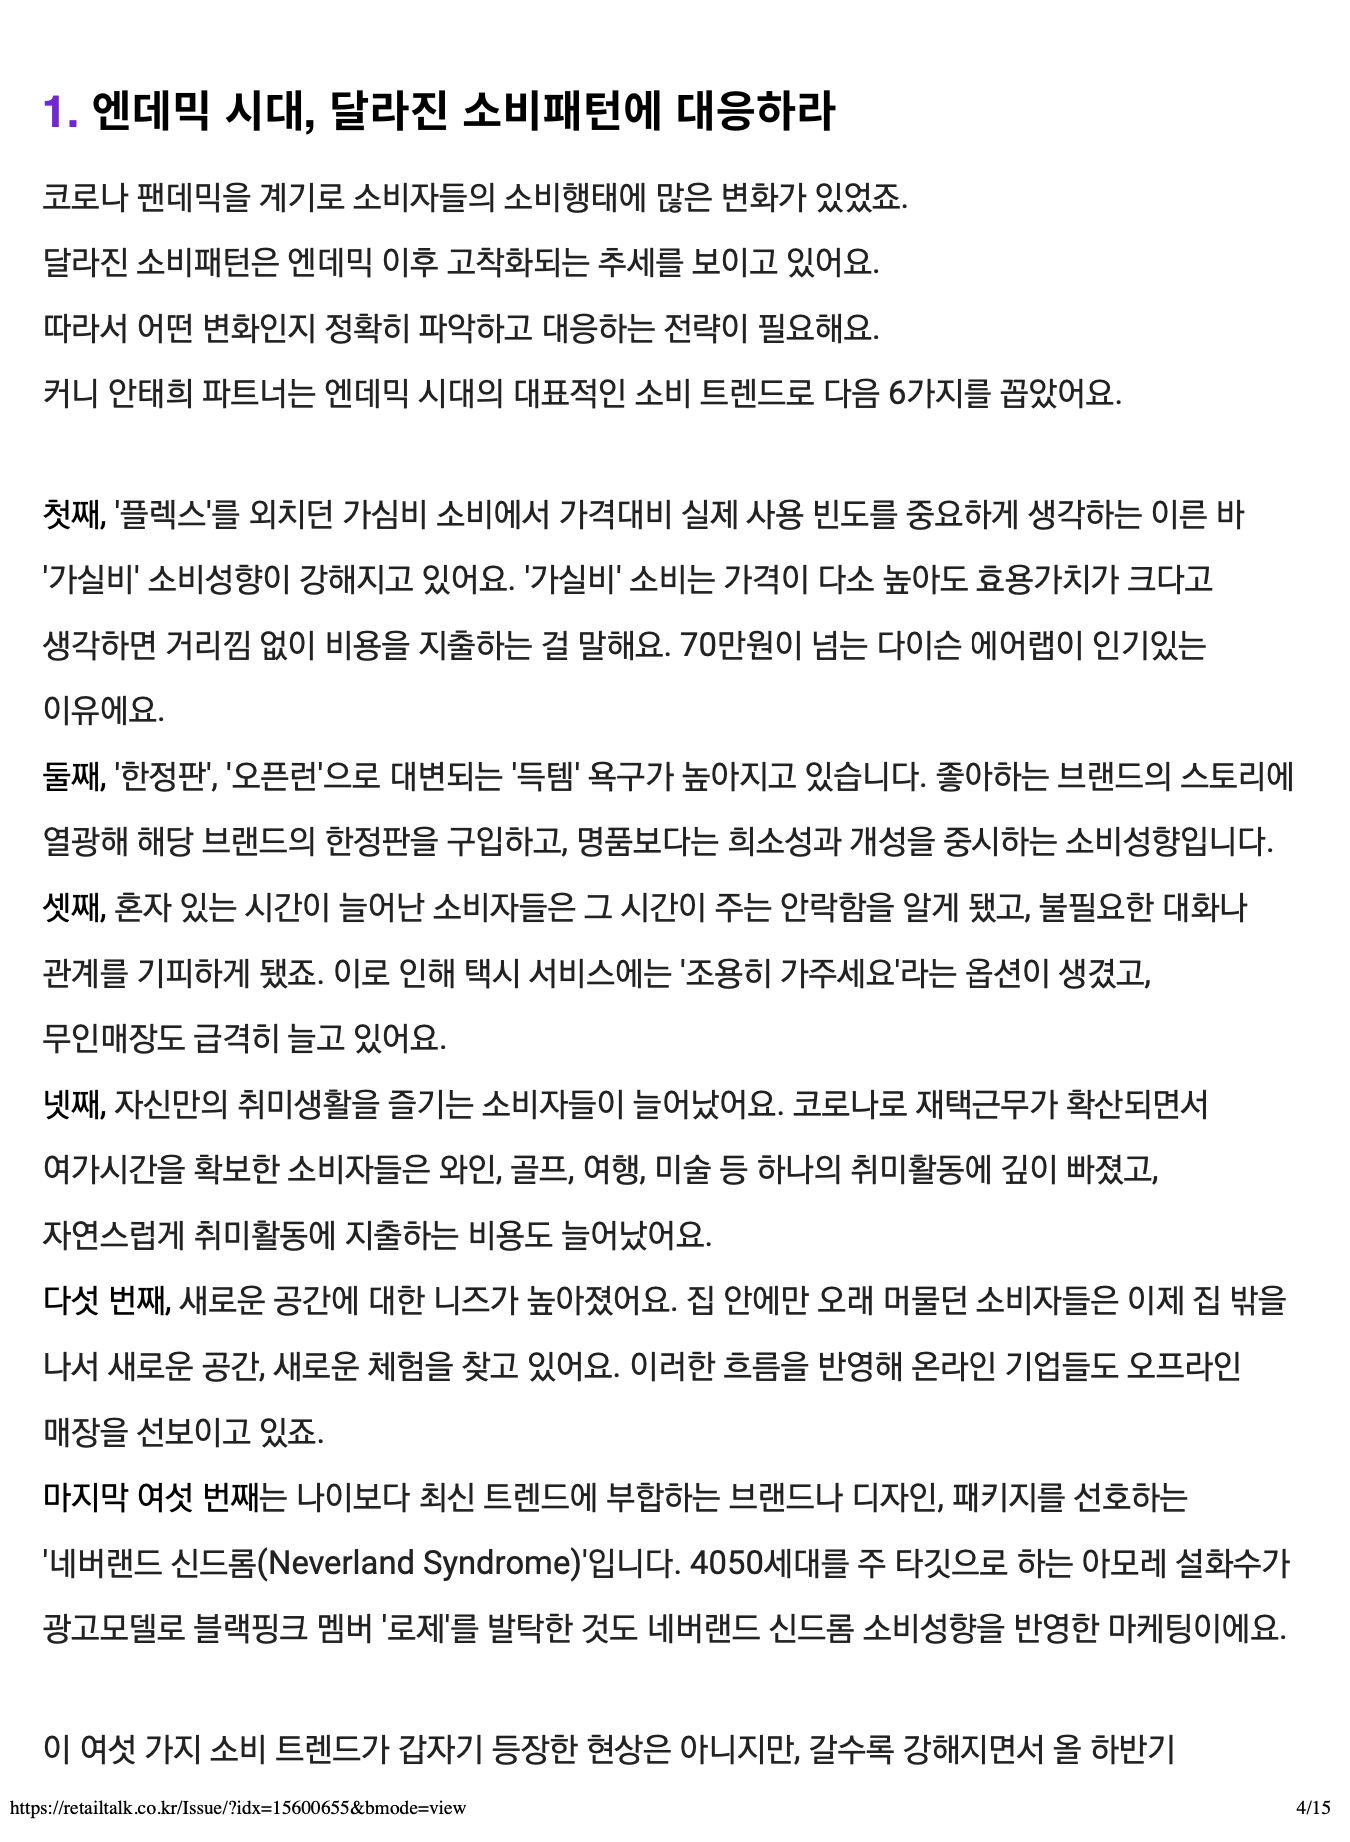 1. 엔데믹 시대, 달라진 소비패턴에 대응하라
코로나 팬데믹을 계기로 소비자들의 소비행태에 많은 변화가 있었죠.
달라진 소비패턴은 엔데믹 이후 고착화되는 추세를 보이고 있어요.
따라서 어떤 변화인지 정확히 파악하고 대응하는 전략이 필요해요.
커니 안태희 파트너는 엔데믹 시대의 대표적인 소비 트렌드로 다음 6가지를 꼽았어요.
첫째, '플렉스'를 외치던 가심비 소비에서 가격대비 실제 사용 빈도를 중요하게 생각하는 이른 바
'가실비' 소비성향이 강해지고 있어요. '가실비' 소비는 가격이 다소 높아도 효용가치가 크다고
생각하면 거리낌 없이 비용을 지출하는 걸 말해요. 70만원이 넘는 다이슨 에어랩이 인기있는
이유에요.
둘째, '한정판', '오픈런'으로 대변되는 '득템' 욕구가 높아지고 있습니다. 좋아하는 브랜드의 스토리에
열광해 해당 브랜드의 한정판을 구입하고, 명품보다는 희소성과 개성을 중시하는 소비성향입니다.
셋째, 혼자 있는 시간이 늘어난 소비자들은 그 시간이 주는 안락함을 알게 됐고, 불필요한 대화나
관계를 기피하게 됐죠. 이로 인해 택시 서비스에는 '조용히 가주세요'라는 옵션이 생겼고,
무인매장도 급격히 늘고 있어요.
넷째, 자신만의 취미생활을 즐기는 소비자들이 늘어났어요. 코로나로 재택근무가 확산되면서
여가시간을 확보한 소비자들은 와인, 골프, 여행, 미술 등 하나의 취미활동에 깊이 빠졌고,
자연스럽게 취미활동에 지출하는 비용도 늘어났어요.
다섯 번째, 새로운 공간에 대한 니즈가 높아졌어요. 집 안에만 오래 머물던 소비자들은 이제 집 밖을
나서 새로운 공간, 새로운 체험을 찾고 있어요. 이러한 흐름을 반영해 온라인 기업들도 오프라인
매장을 선보이고 있죠.
마지막 여섯 번째는 나이보다 최신 트렌드에 부합하는 브랜드나 디자인, 패키지를 선호하는
'네버랜드 신드롬(Neverland Syndrome)'입니다. 4050세대를 주 타깃으로 하는 아모레 설화수가
광고모델로 블랙핑크 멤버 '로제'를 발탁한 것도 네버랜드 신드롬 소비성향을 반영한 마케팅이에요.
이 여섯 가지 소비 트렌드가 갑자기 등장한 현상은 아니지만, 갈수록 강해지면서 올 하반기
https://retailtalk.co.kr/Issue/?idx=15600655&bmode=view
4/15